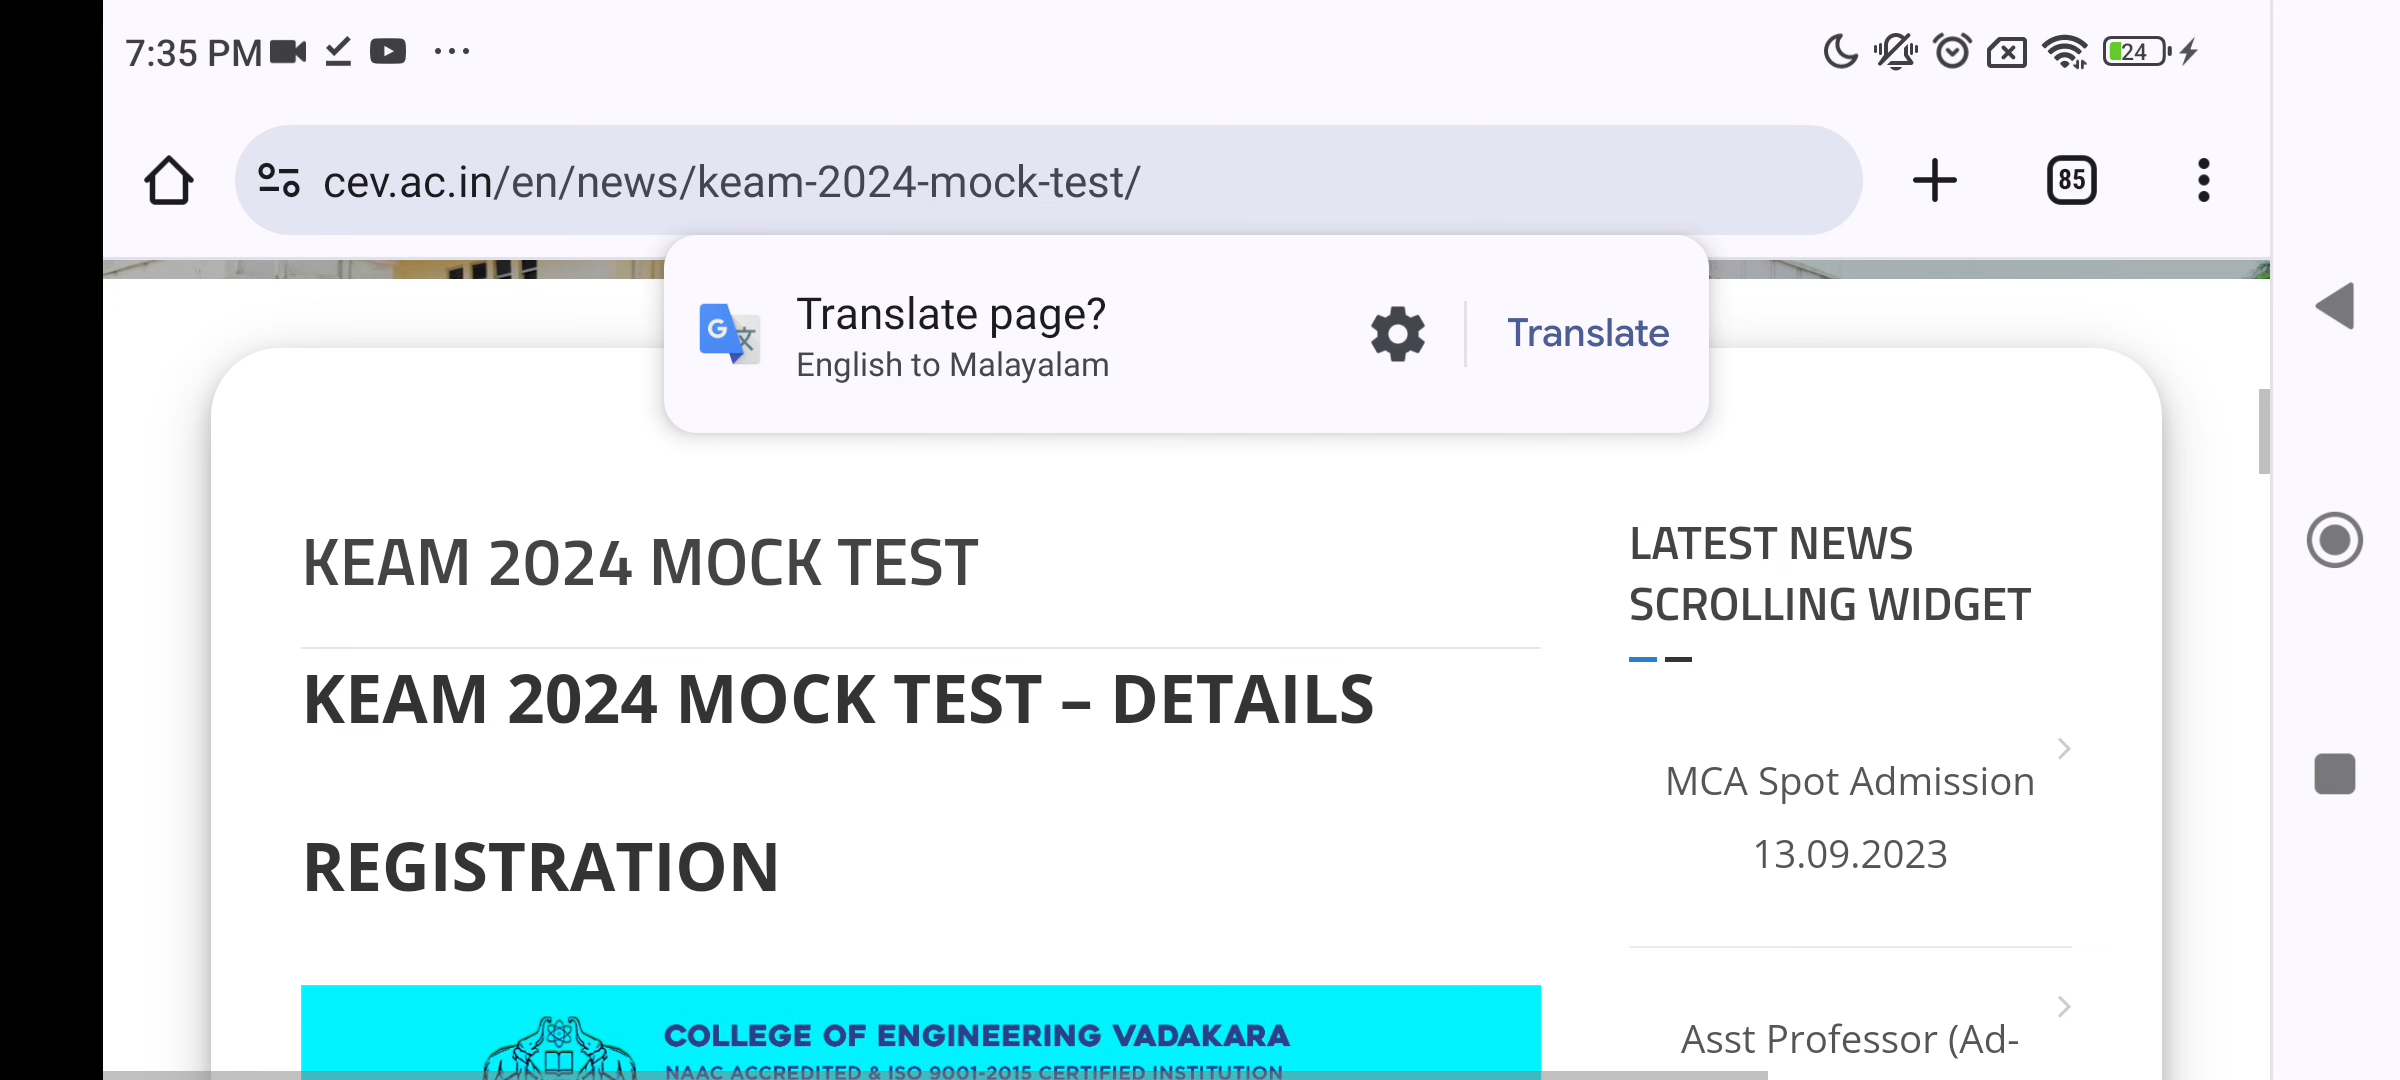 7:35 PM
24
cev.ac.in/en/news/keam-2024-mock-test/
85
Translate page?
English to Malayalam
Translate
KEAM 2024 MOCK TEST
KEAM 2024 MOCK TEST – DETAILS
REGISTRATION
COLLEGE OF ENGINEERING VADAKARA
NAAC ACCREDITED & ISO 9001-2015 CERTIFIED INSTITUTION
LATEST NEWS
SCROLLING WIDGET
MCA Spot Admission
13.09.2023
Asst Professor (Ad-